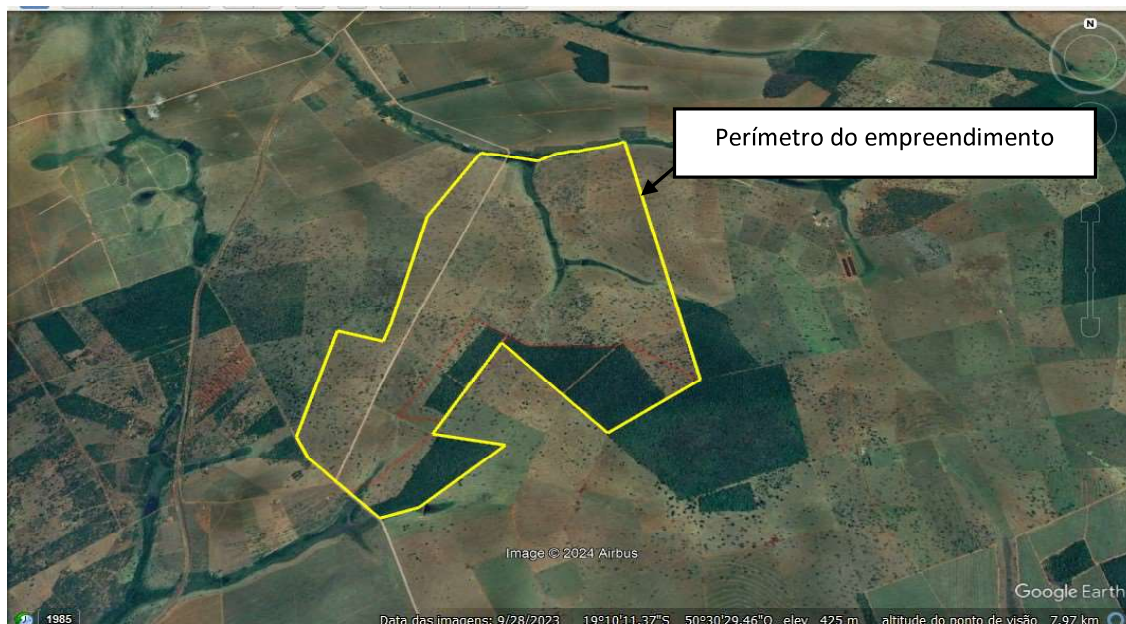 N
Perímetro do empreendimento
Image © 2024 Airbus
Google Earth
1985
Data das imagens: 9/28/2023 19°10'11.37"S 50°30'29.46"O elev 425 m altitude do ponto de visão 7.97 km